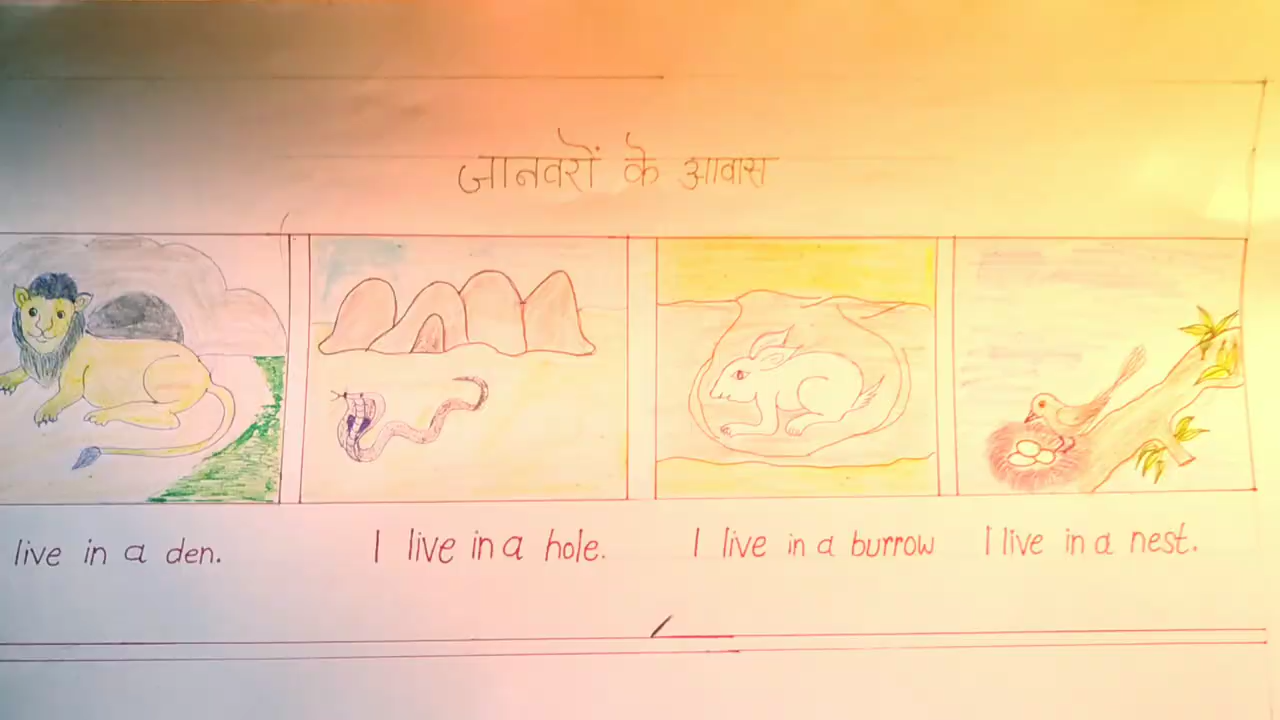 जानवरों के आवास
live in a den.
I live in a hole.
I live in a burrow
I live in a nest.